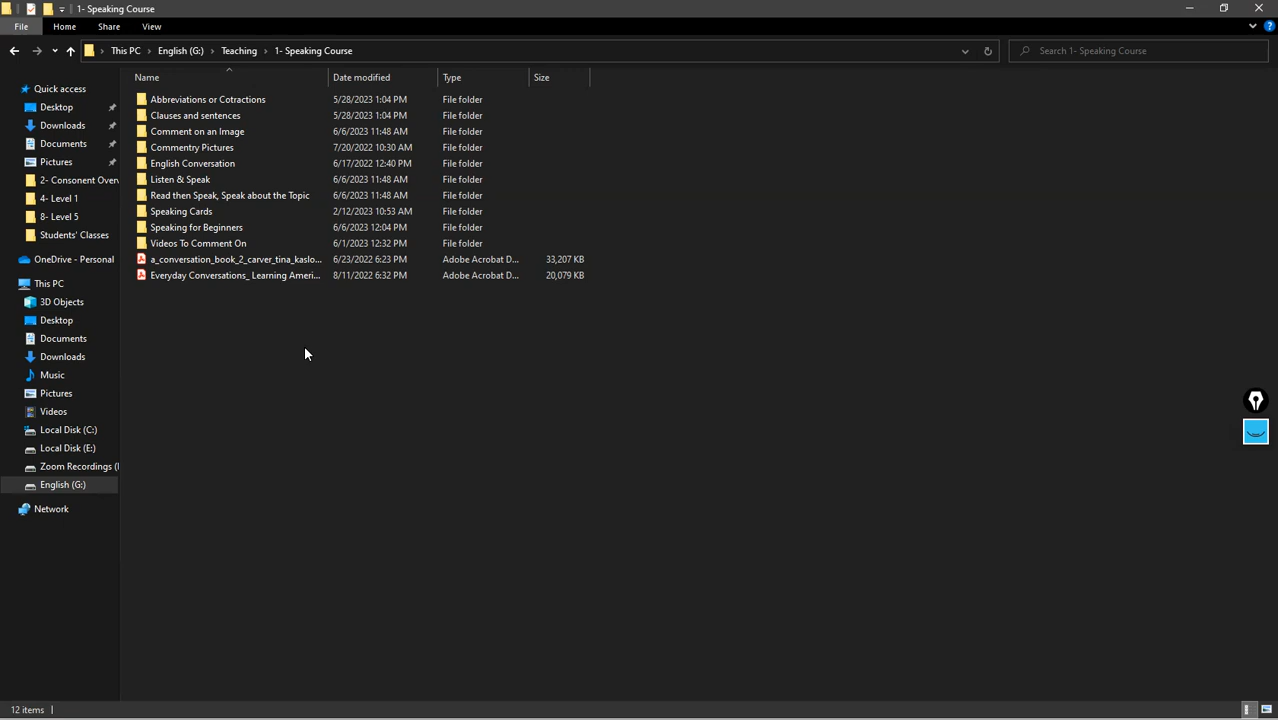 1- Speaking Course
File Home Share View
This PC English (G:) Teaching 1- Speaking Course Search 1- Speaking Course
Name Date modified Type Size
Abbreviations or Cotractions 5/28/2023 1:04 PM File folder
Clauses and sentences 5/28/2023 1:04 PM File folder
Comment on an Image 6/6/2023 11:48 AM File folder
Commentry Pictures 7/20/2022 10:30 AM File folder
English Conversation 6/17/2022 12:40 PM File folder
Listen & Speak 6/6/2023 11:48 AM File folder
Read then Speak, Speak about the Topic 6/6/2023 11:48 AM File folder
Speaking Cards 2/12/2023 10:53 AM File folder
Speaking for Beginners 6/6/2023 12:04 PM File folder
Videos To Comment On 6/1/2023 12:32 PM File folder
a_conversation_book_2_carver_tina_kaslo... 6/23/2022 6:23 PM Adobe Acrobat D... 33,207 KB
Everyday Conversations_ Learning Ameri... 8/11/2022 6:32 PM Adobe Acrobat D... 20,079 KB
Quick access
Desktop
Downloads
Documents
Pictures
2- Consonent Overv
4- Level 1
8- Level 5
Students' Classes
OneDrive - Personal
This PC
3D Objects
Desktop
Documents
Downloads
Music
Pictures
Videos
Local Disk (C:)
Local Disk (E:)
Zoom Recordings (
English (G:)
Network
12 items